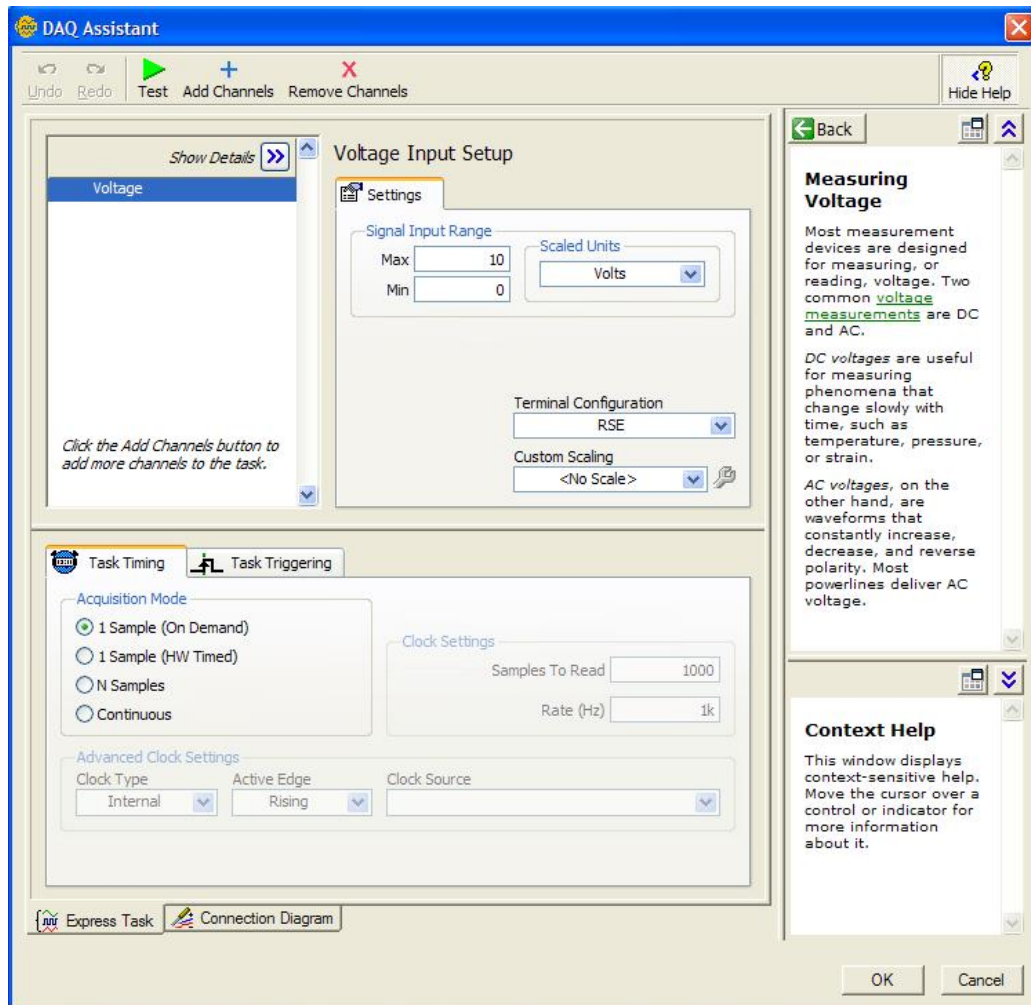 DAQ Assistant
Undo
Redo
Test
Add Channels
Remove Channels
Hide Help
Show Details
Voltage
Click the Add Channels button to
add more channels to the task.
Voltage Input Setup
Settings
Signal Input Range
Max
10
Min
0
Scaled Units
Volts
Terminal Configuration
RSE
Custom Scaling
<No Scale>
Task Timing
Task Triggering
Acquisition Mode
1 Sample (On Demand)
1 Sample (HW Timed)
N Samples
Continuous
Clock Settings
Samples To Read
1000
Rate (Hz)
1k
Advanced Clock Settings
Clock Type
Internal
Active Edge
Rising
Clock Source
Express Task
Connection Diagram
Back
Measuring
Voltage
Most measurement
devices are designed
for measuring, or
reading, voltage. Two
common voltage
measurements are DC
and AC.
DC voltages are useful
for measuring
phenomena that
change slowly with
time, such as
temperature, pressure,
or strain.
AC voltages, on the
other hand, are
waveforms that
constantly increase,
decrease, and reverse
polarity. Most
powerlines deliver AC
voltage.
Context Help
This window displays
context-sensitive help.
Move the cursor over a
control or indicator for
more information
about it.
OK
Cancel